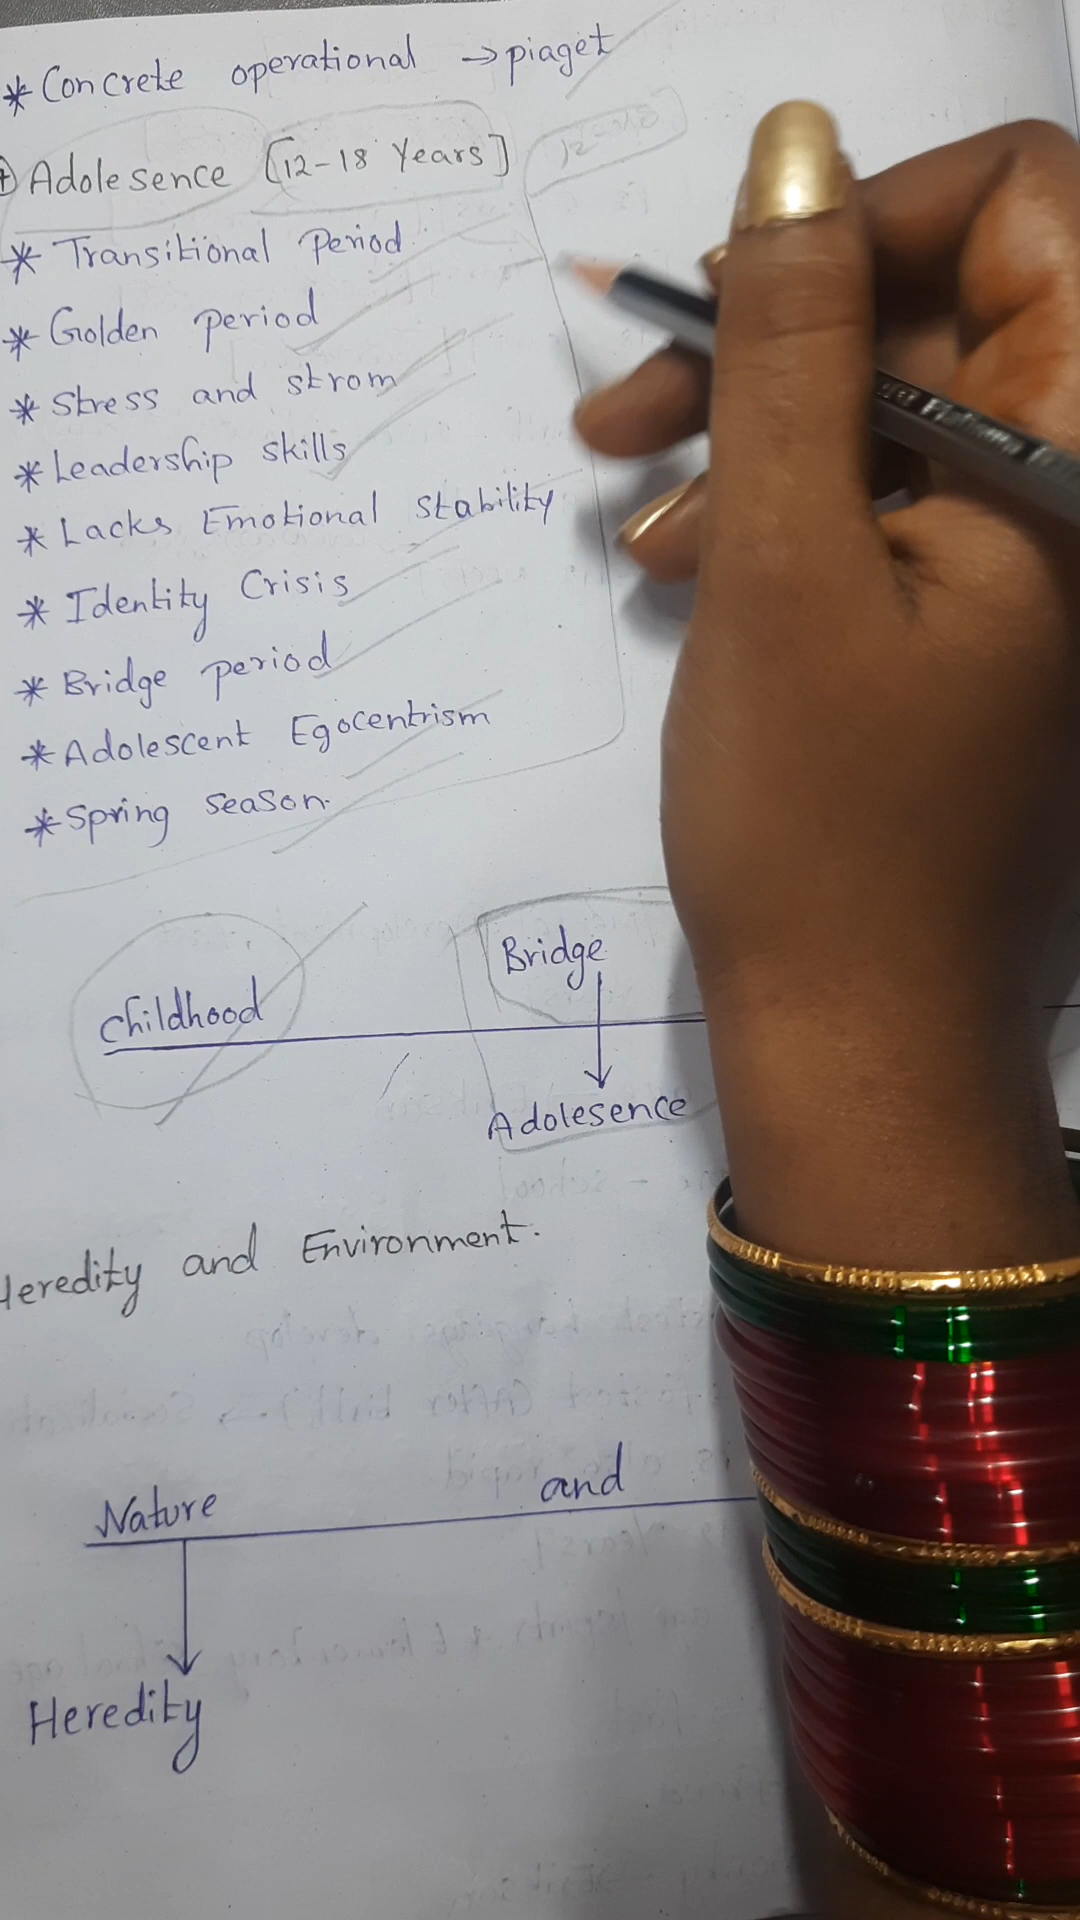 * Concrete operational → piaget
Adolesence [12-18 Years]
* Transitional Period
* Golden period
* Stress and strom
* Leadership skills
* Lacks Emotional Stability
* Identity Crisis
* Bridge period
* Adolescent Egocentrism
* Spring season.
Bridge
childhood
Adolesence
Heredity and Environment.
Nature and
Heredity